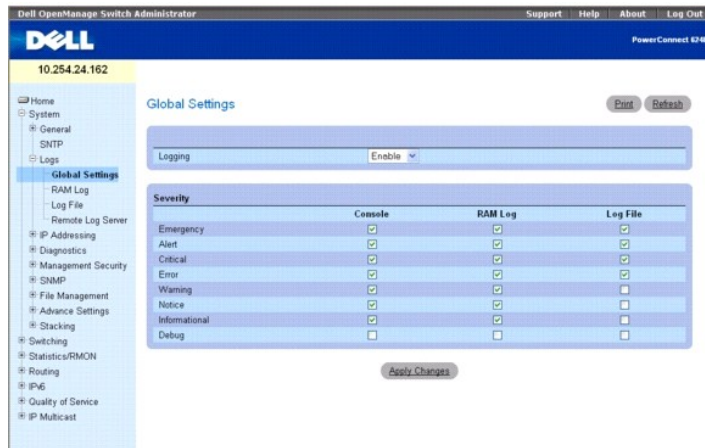 Dell OpenManage Switch Administrator
Support Help About Log Out
DELL
PowerConnect 624
10.254.24.162
Home
System
General
SNTP
Logs
Global Settings
RAM Log
Log File
Remote Log Server
IP Addressing
Diagnostics
Management Security
SNMP
File Management
Advance Settings
Stacking
Switching
Statistics/RMON
Routing
IPv6
Quality of Service
IP Multicast
Global Settings
Print Refresh
Logging Enable
Severity
Console RAM Log Log File
Emergency
Alert
Critical
Error
Warning
Notice
Informational
Debug
Apply Changes